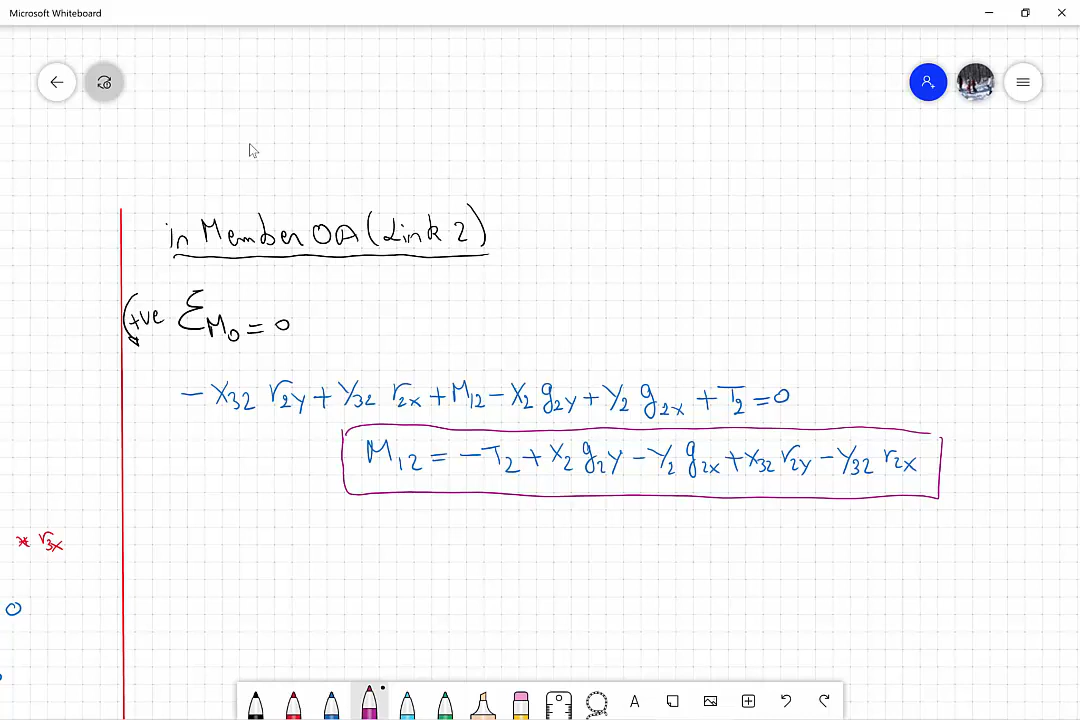 Microsoft Whiteboard
in Member OA (Link 2)
+ve Σ M₀ = 0
- X₃₂ r₂y + Y₃₂ r₂x + M₁₂ - X₂ g₂y + Y₂ g₂x + T₂ = 0
M₁₂ = - T₂ + X₂ g₂y - Y₂ g₂x + X₃₂ r₂y - Y₃₂ r₂x
* r₃x
0
A